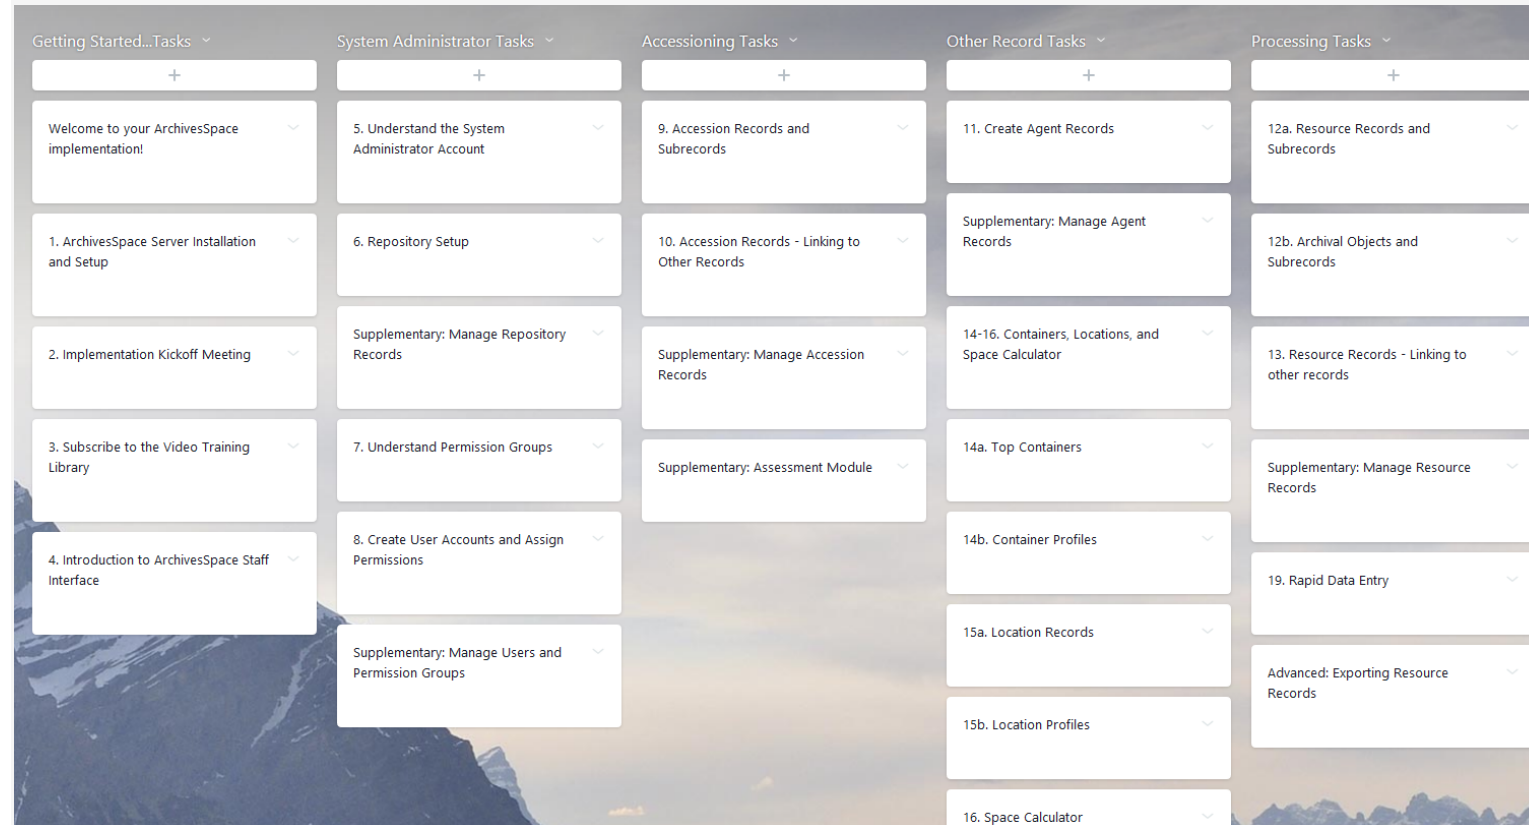 Getting Started...Tasks
Welcome to your ArchivesSpace
implementation!
1. ArchivesSpace Server Installation
and Setup
2. Implementation Kickoff Meeting
3. Subscribe to the Video Training
Library
4. Introduction to ArchivesSpace Staff
Interface
System Administrator Tasks
5. Understand the System
Administrator Account
6. Repository Setup
Supplementary: Manage Repository
Records
7. Understand Permission Groups
8. Create User Accounts and Assign
Permissions
Supplementary: Manage Users and
Permission Groups
Accessioning Tasks
9. Accession Records and
Subrecords
10. Accession Records - Linking to
Other Records
Supplementary: Manage Accession
Records
Supplementary: Assessment Module
Other Record Tasks
11. Create Agent Records
Supplementary: Manage Agent
Records
14-16. Containers, Locations, and
Space Calculator
14a. Top Containers
14b. Container Profiles
15a. Location Records
15b. Location Profiles
16. Space Calculator
Processing Tasks
12a. Resource Records and
Subrecords
12b. Archival Objects and
Subrecords
13. Resource Records - Linking to
other records
Supplementary: Manage Resource
Records
19. Rapid Data Entry
Advanced: Exporting Resource
Records